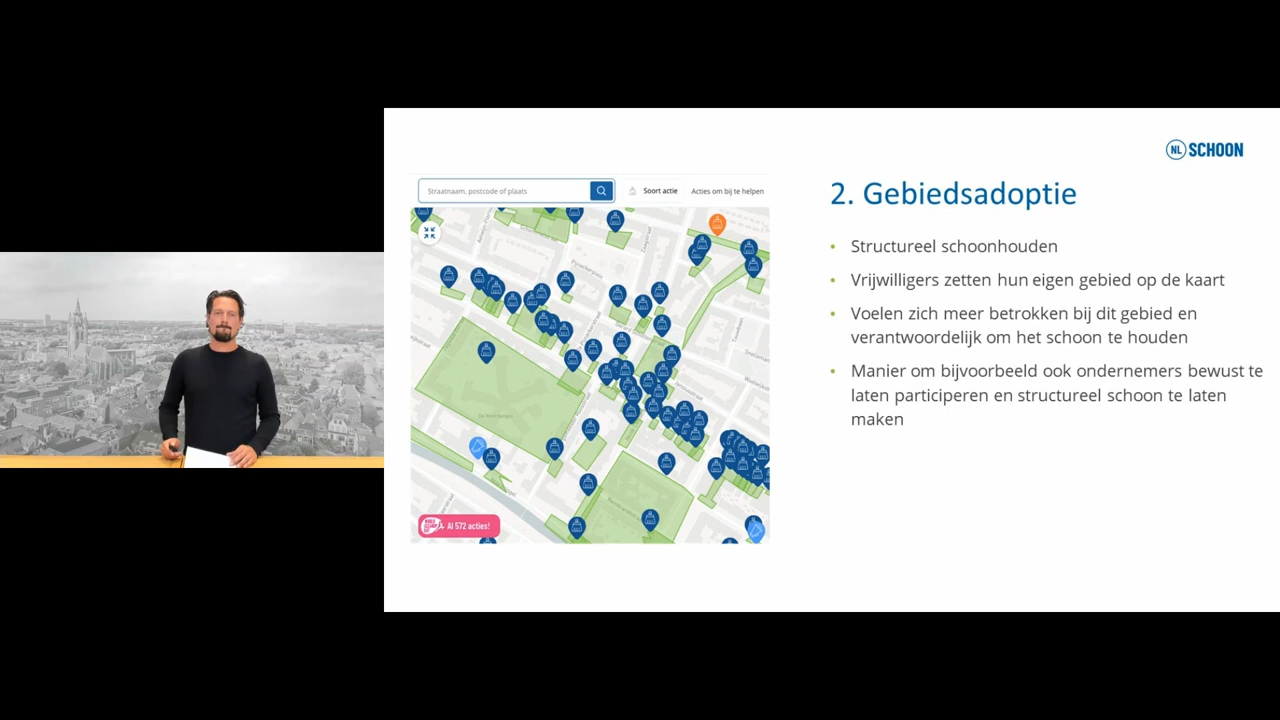 NL SCHOON
2. Gebiedsadoptie
• Structureel schoonhouden
• Vrijwilligers zetten hun eigen gebied op de kaart
• Voelen zich meer betrokken bij dit gebied en
verantwoordelijk om het schoon te houden
• Manier om bijvoorbeeld ook ondernemers bewust te
laten participeren en structureel schoon te laten
maken
Straatnaam, postcode of plaats
Soort actie
Acties om bij te helpen
Al 572 acties!